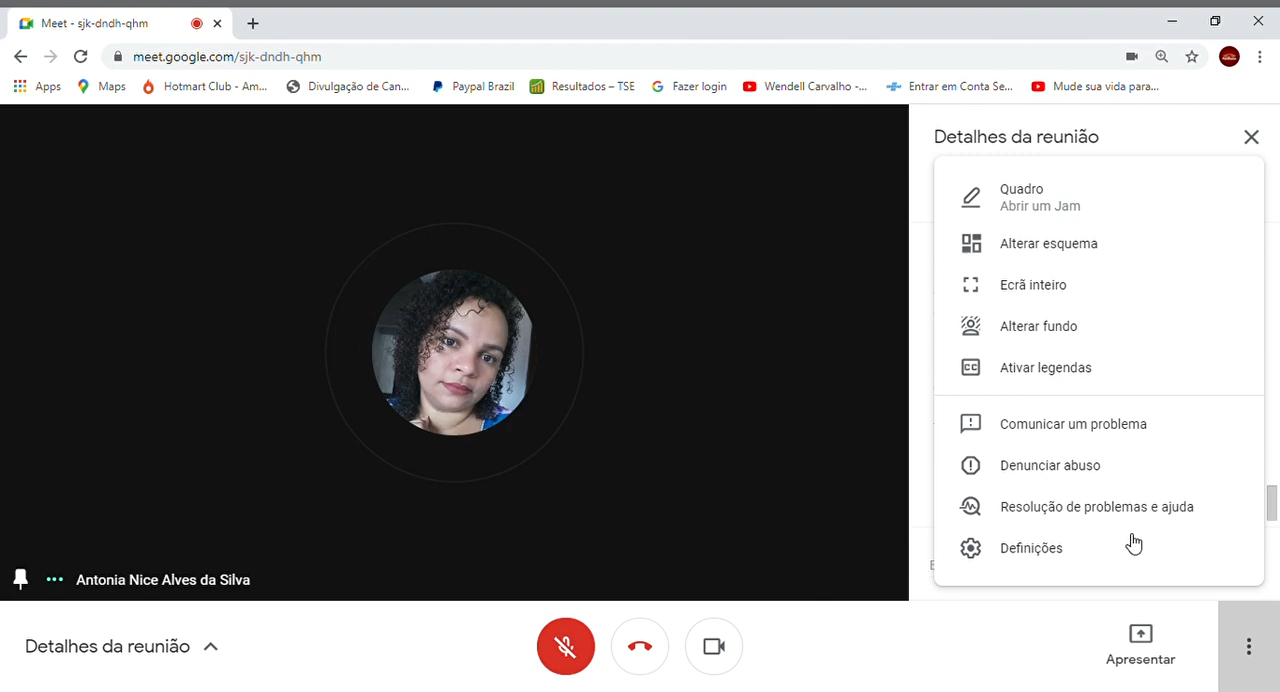 Meet - sjk-dndh-qhm
meet.google.com/sjk-dndh-qhm
Apps
Maps
Hotmart Club - Am...
Divulgação de Can...
Paypal Brazil
Resultados – TSE
Fazer login
Wendell Carvalho -...
Entrar em Conta Se...
Mude sua vida para...
Detalhes da reunião
Quadro
Abrir um Jam
Alterar esquema
Ecrã inteiro
Alterar fundo
CC
Ativar legendas
Comunicar um problema
Denunciar abuso
Resolução de problemas e ajuda
Definições
Antonia Nice Alves da Silva
Detalhes da reunião
Apresentar